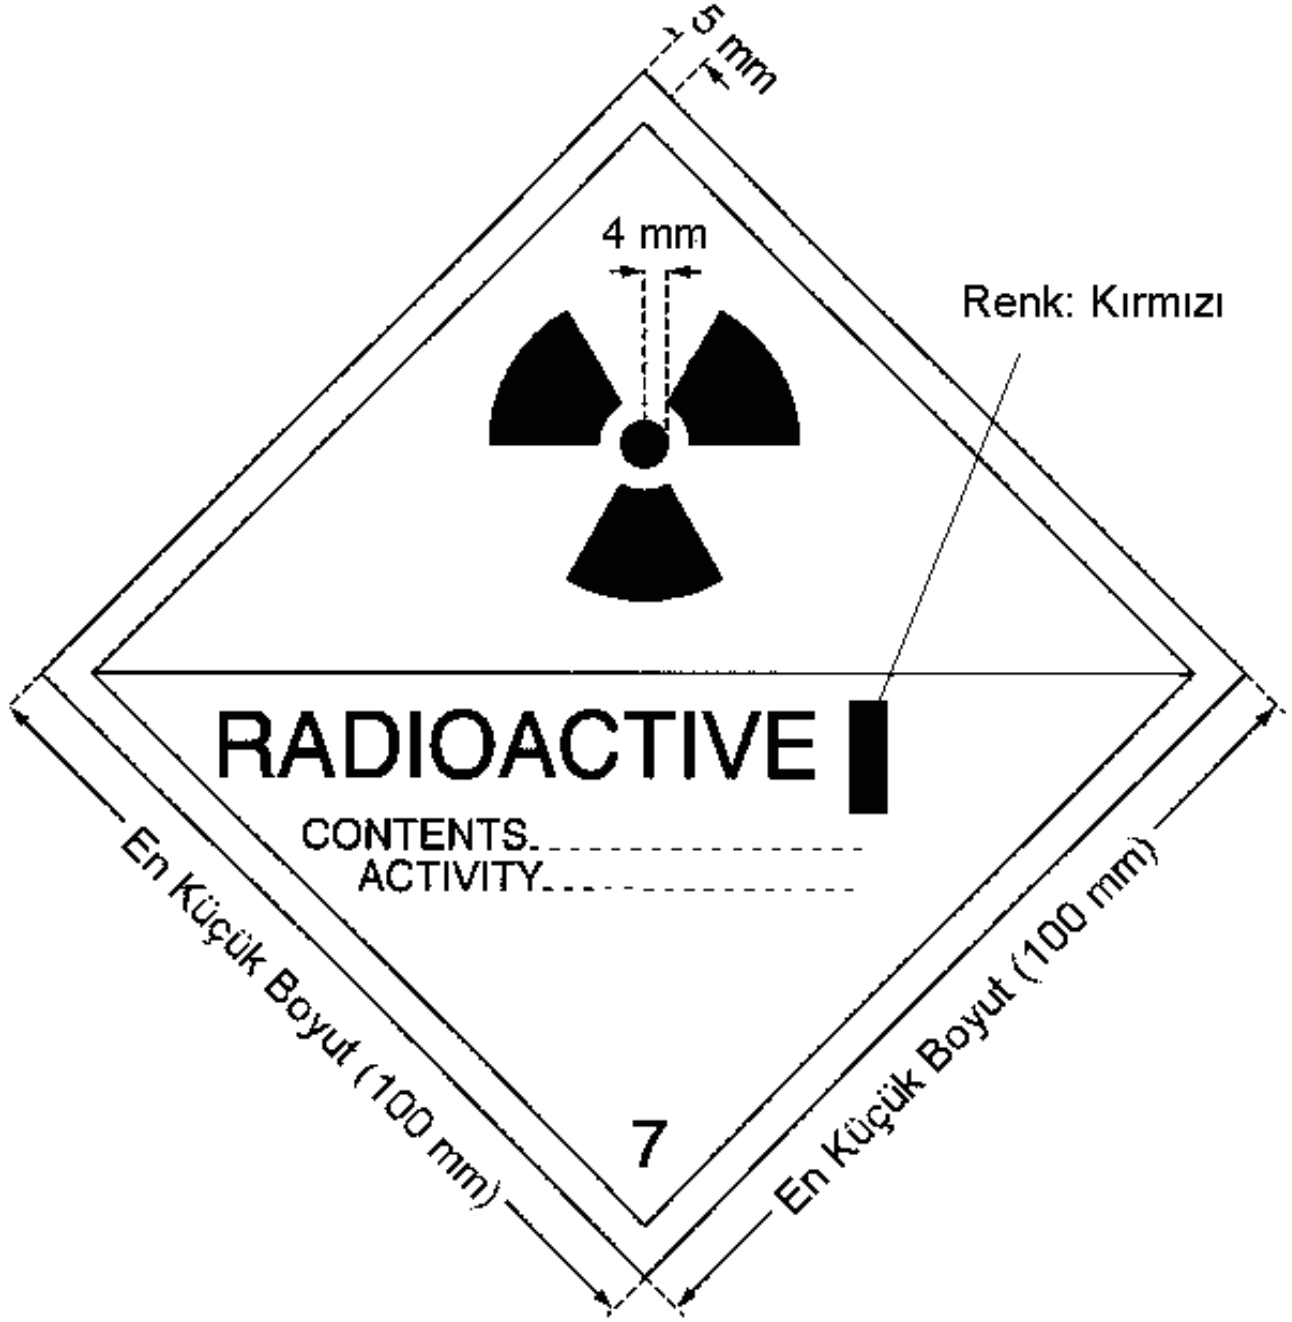 5 mm
4 mm
Renk: Kırmızı
RADIOACTIVE I
CONTENTS
ACTIVITY
7
En Küçük Boyut (100 mm)
En Küçük Boyut (100 mm)